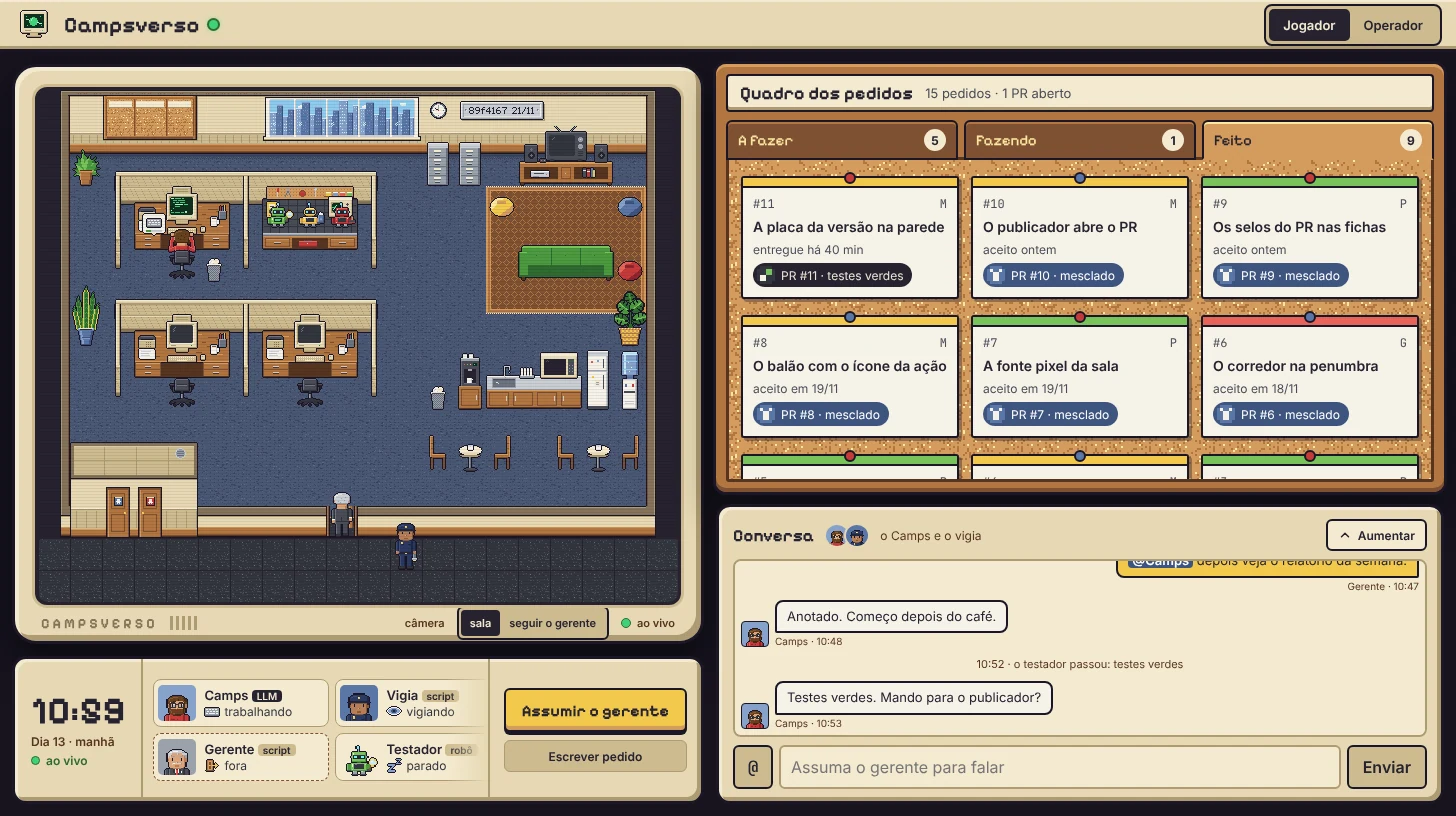 Campsverso
Jogador
Operador
89f4167 21/11
CAMPSVERSO
câmera
sala
seguir o gerente
ao vivo
10:59
Dia 13 · manhã
ao vivo
Camps LLM
trabalhando
Vigia script
vigiando
Gerente script
fora
Testador robô
parado
Assumir o gerente
Escrever pedido
Quadro dos pedidos 15 pedidos · 1 PR aberto
A fazer 5
Fazendo 1
Feito 9
#11 M
A placa da versão na parede
entregue há 40 min
PR #11 · testes verdes
#10 M
O publicador abre o PR
aceito ontem
PR #10 · mesclado
#9 P
Os selos do PR nas fichas
aceito ontem
PR #9 · mesclado
#8 M
O balão com o ícone da ação
aceito em 19/11
PR #8 · mesclado
#7 P
A fonte pixel da sala
aceito em 19/11
PR #7 · mesclado
#6 G
O corredor na penumbra
aceito em 18/11
PR #6 · mesclado
Conversa o Camps e o vigia
Aumentar
@Camps depois veja o relatório da semana.
Gerente · 10:47
Anotado. Começo depois do café.
Camps · 10:48
10:52 · o testador passou: testes verdes
Testes verdes. Mando para o publicador?
Camps · 10:53
@
Assuma o gerente para falar
Enviar